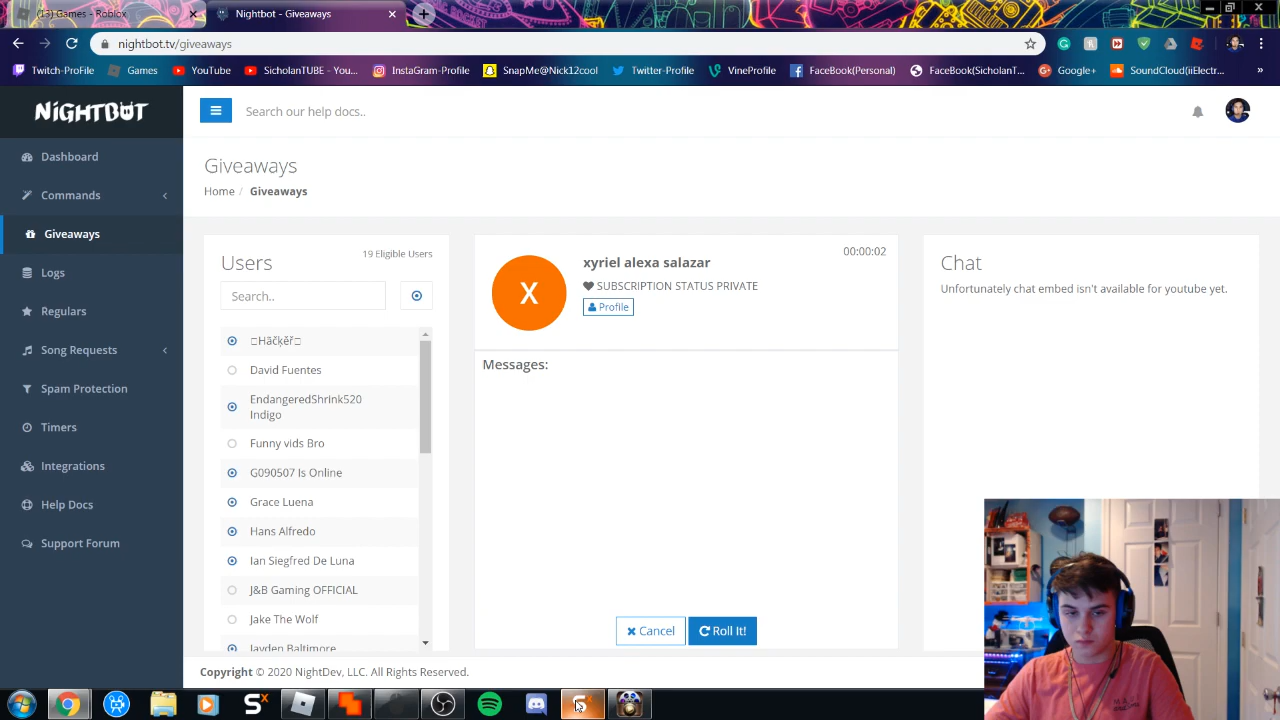 (13) Games - Roblox
Nightbot - Giveaways
nightbot.tv/giveaways
Twitch-ProFile
Games
YouTube
SicholanTUBE - You...
InstaGram-Profile
SnapMe@Nick12cool
Twitter-Profile
VineProfile
FaceBook(Personal)
FaceBook(SicholanT...
Google+
SoundCloud(iiElectr...
NIGHTBOT
Search our help docs..
Dashboard
Commands
Giveaways
Logs
Regulars
Song Requests
Spam Protection
Timers
Integrations
Help Docs
Support Forum
Giveaways
Home / Giveaways
Users
19 Eligible Users
Search..
David Fuentes
EndangeredShrink520
Indigo
Funny vids Bro
G090507 Is Online
Grace Luena
Hans Alfredo
Ian Siegfred De Luna
J&B Gaming OFFICIAL
Jake The Wolf
Jayden Baltimore
X
xyriel alexa salazar
00:00:02
SUBSCRIPTION STATUS PRIVATE
Profile
Messages:
Cancel
Roll It!
Chat
Unfortunately chat embed isn't available for youtube yet.
Copyright © 2020 NightDev, LLC. All Rights Reserved.